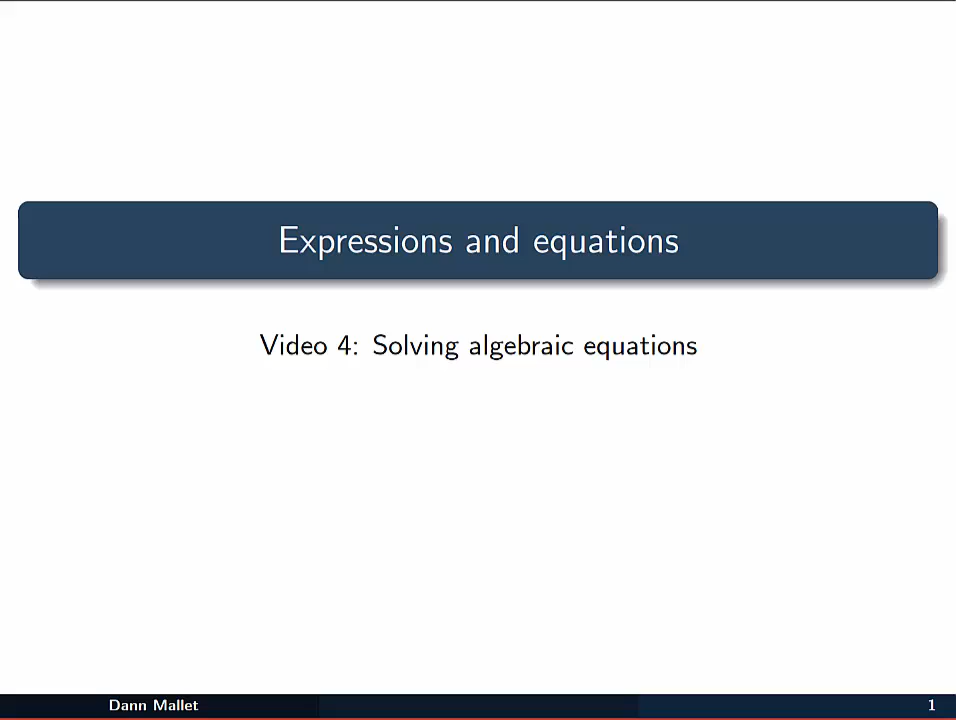 Expressions and equations
Video 4: Solving algebraic equations
Dann Mallet
1